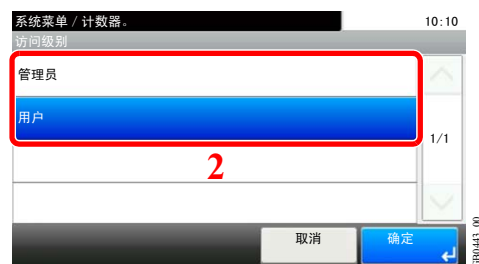 系统菜单 / 计数器。 10:10
访问级别
管理员
用户
1/1
2
取消 确定
GB0443_00